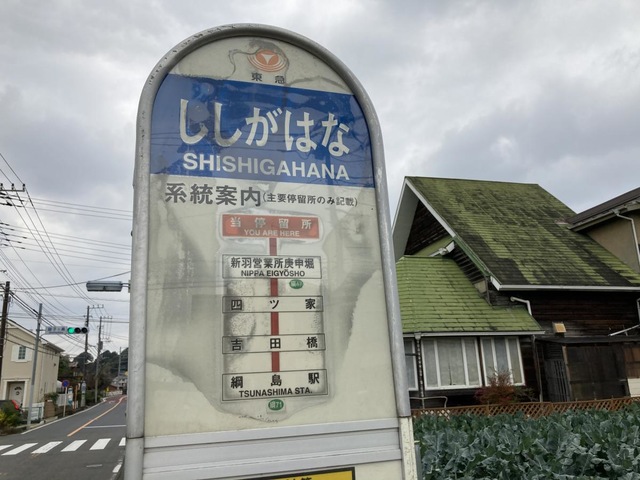 東急
ししがはな
SHISHIGAHANA
系統案内(主要停留所のみ記載)
当停留所
YOU ARE HERE
新羽営業所庚申堀
NIPPA EIGYŌSHO
四ツ家
吉田橋
綱島駅
TSUNASHIMA STA.